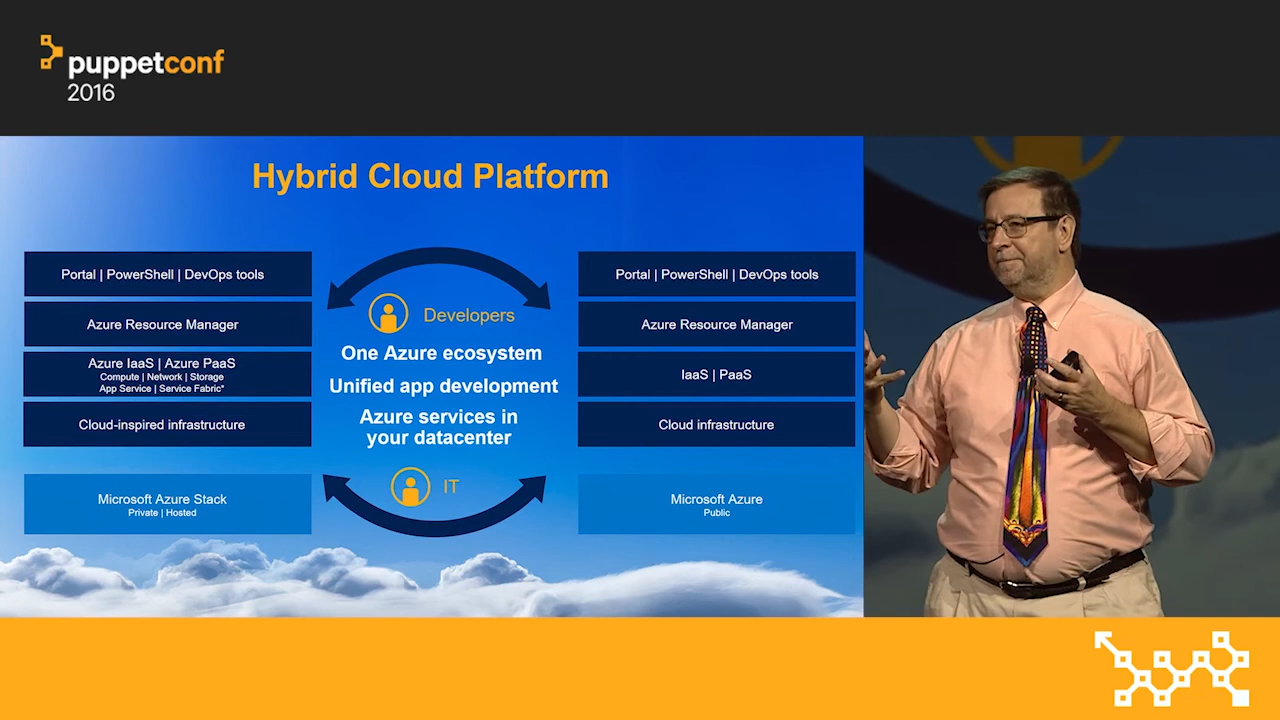 puppetconf
2016
Hybrid Cloud Platform
Portal | PowerShell | DevOps tools
Azure Resource Manager
Azure IaaS | Azure PaaS
Compute | Network | Storage
App Service | Service Fabric*
Cloud-inspired infrastructure
Microsoft Azure Stack
Private | Hosted
Developers
One Azure ecosystem
Unified app development
Azure services in
your datacenter
IT
Portal | PowerShell | DevOps tools
Azure Resource Manager
IaaS | PaaS
Cloud infrastructure
Microsoft Azure
Public